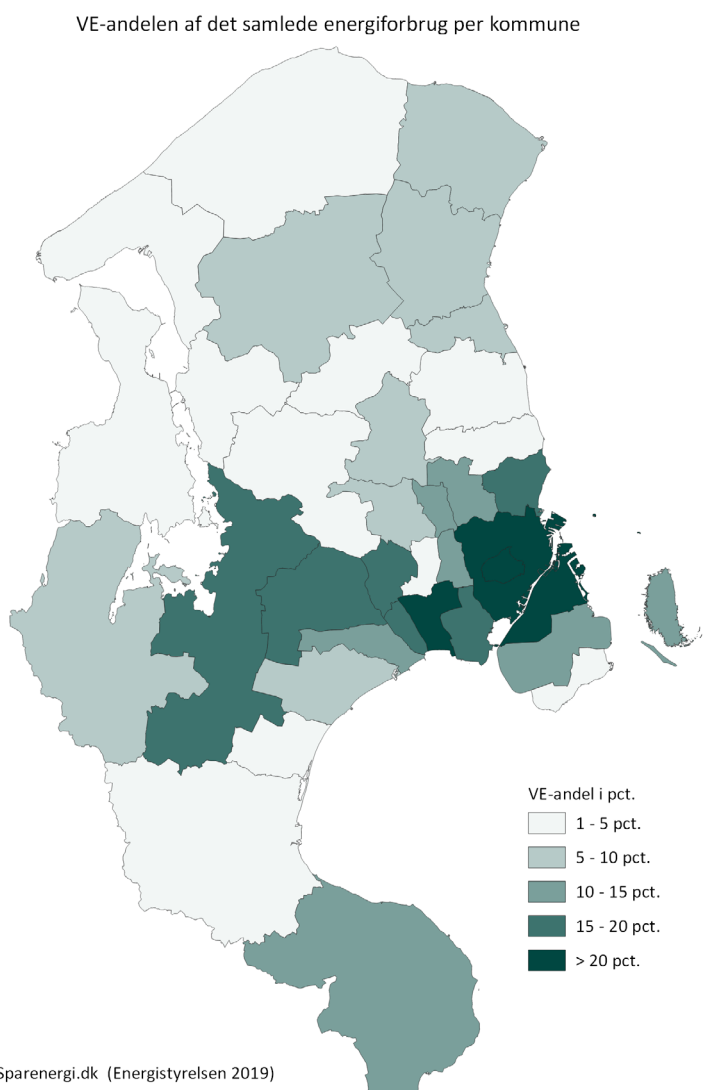 VE-andelen af det samlede energiforbrug per kommune
VE-andel i pct.
1 - 5 pct.
5 - 10 pct.
10 - 15 pct.
15 - 20 pct.
> 20 pct.
Sparenergi.dk (Energistyrelsen 2019)